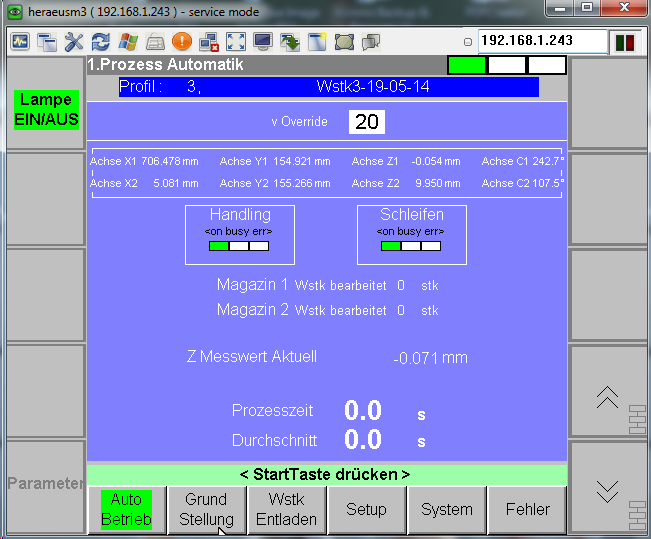 heraeusm3 ( 192.168.1.243 ) - service mode
192.168.1.243
1.Prozess Automatik
Lampe
EIN/AUS
Profil : 3, Wstk3-19-05-14
v Override 20
Achse X1 706.478 mm Achse Y1 154.921 mm Achse Z1 -0.054 mm Achse C1 242.7°
Achse X2 5.081 mm Achse Y2 155.266 mm Achse Z2 9.950 mm Achse C2 107.5°
Handling Schleifen
<on busy err> <on busy err>
Magazin 1 Wstk bearbeitet 0 stk
Magazin 2 Wstk bearbeitet 0 stk
Z Messwert Aktuell -0.071 mm
Prozesszeit 0.0 s
Durchschnitt 0.0 s
Parameter
< StartTaste drücken >
Auto Grund Wstk
Betrieb Stellung Entladen Setup System Fehler